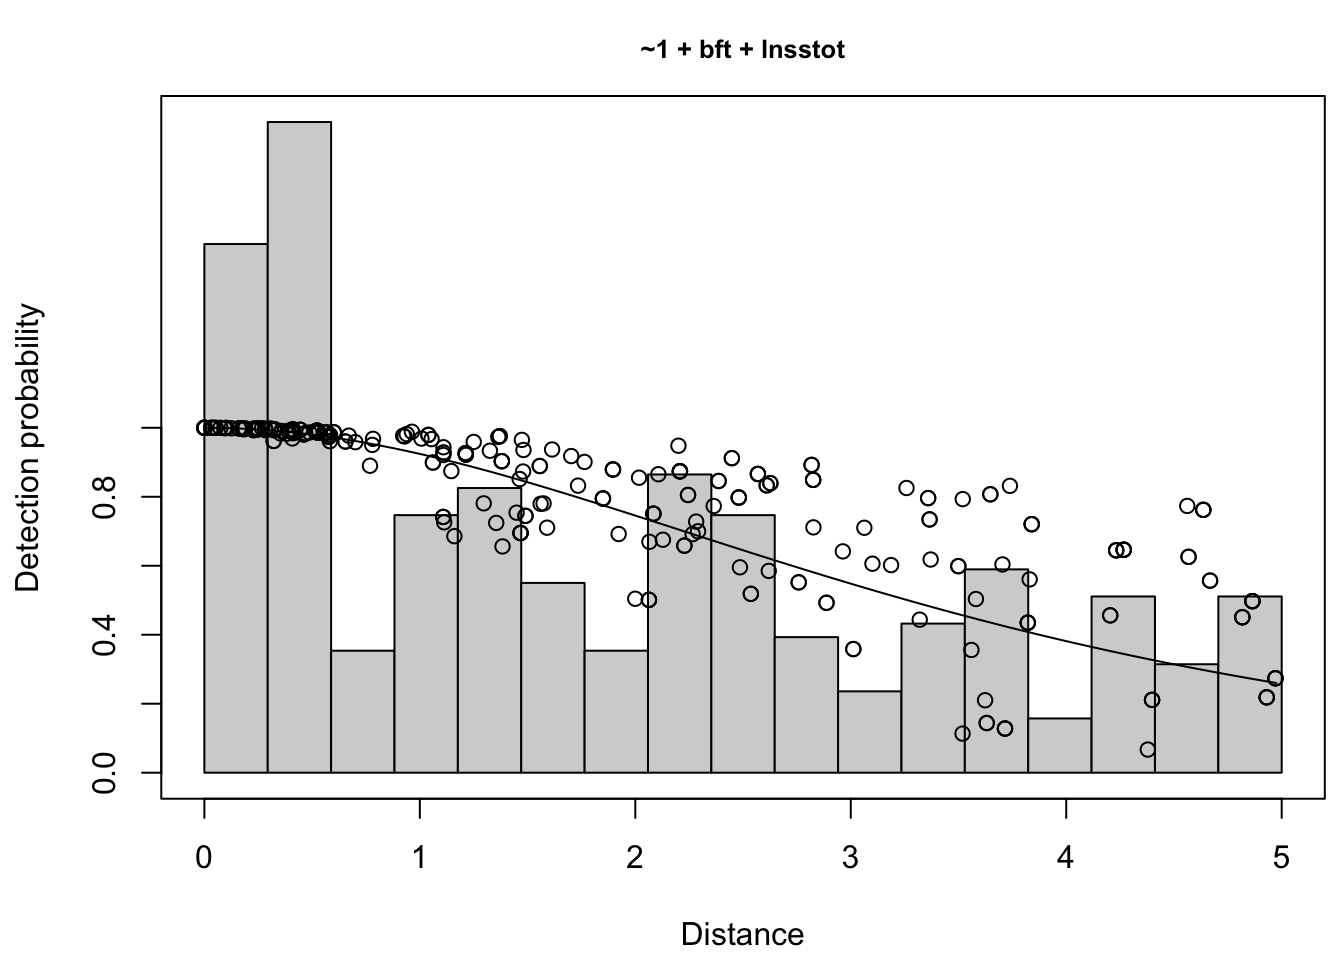 ~1 + bft + lnsstot
Detection probability
0.8
0.4
0.0
0 1 2 3 4 5
Distance